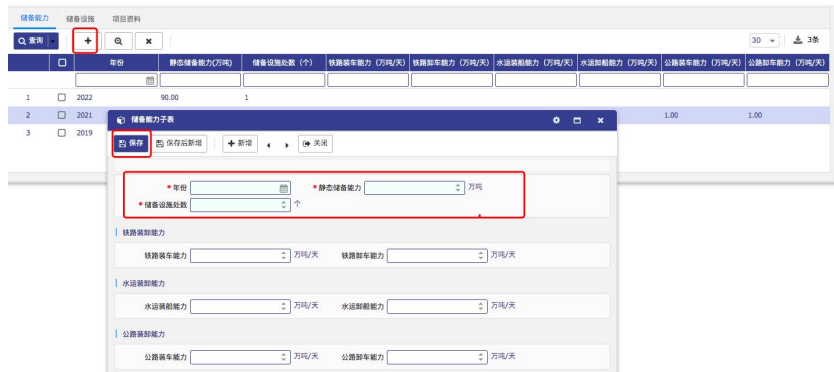 储备能力 储备设施 项目资料
查询 30 3条
年份 静态储备能力(万吨) 储备设施处数（个） 铁路装车能力（万吨/天） 铁路卸车能力（万吨/天） 水运装船能力（万吨/天） 水运卸船能力（万吨/天） 公路装车能力（万吨/天） 公路卸车能力（万吨/天）
1 2022 90.00 1
2 2021 1.00 1.00
3 2019
储备能力子表
保存 保存后新增 新增 关闭
*年份 *静态储备能力 万吨
*储备设施处数 个
铁路装卸能力
铁路装车能力 万吨/天 铁路卸车能力 万吨/天
水运装卸能力
水运装船能力 万吨/天 水运卸船能力 万吨/天
公路装卸能力
公路装车能力 万吨/天 公路卸车能力 万吨/天